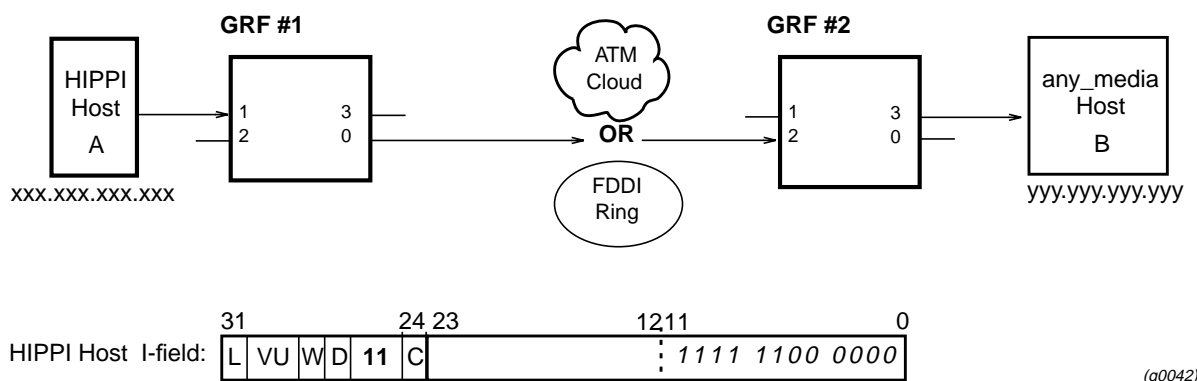 GRF #1
GRF #2
HIPPI
Host
A
xxx.xxx.xxx.xxx
1
2
3
0
ATM
Cloud
OR
FDDI
Ring
1
2
3
0
any_media
Host
B
yyy.yyy.yyy.yyy
31 24 23 12 11 0
HIPPI Host I-field: L VU W D 11 C 1111 1100 0000
(g0042)